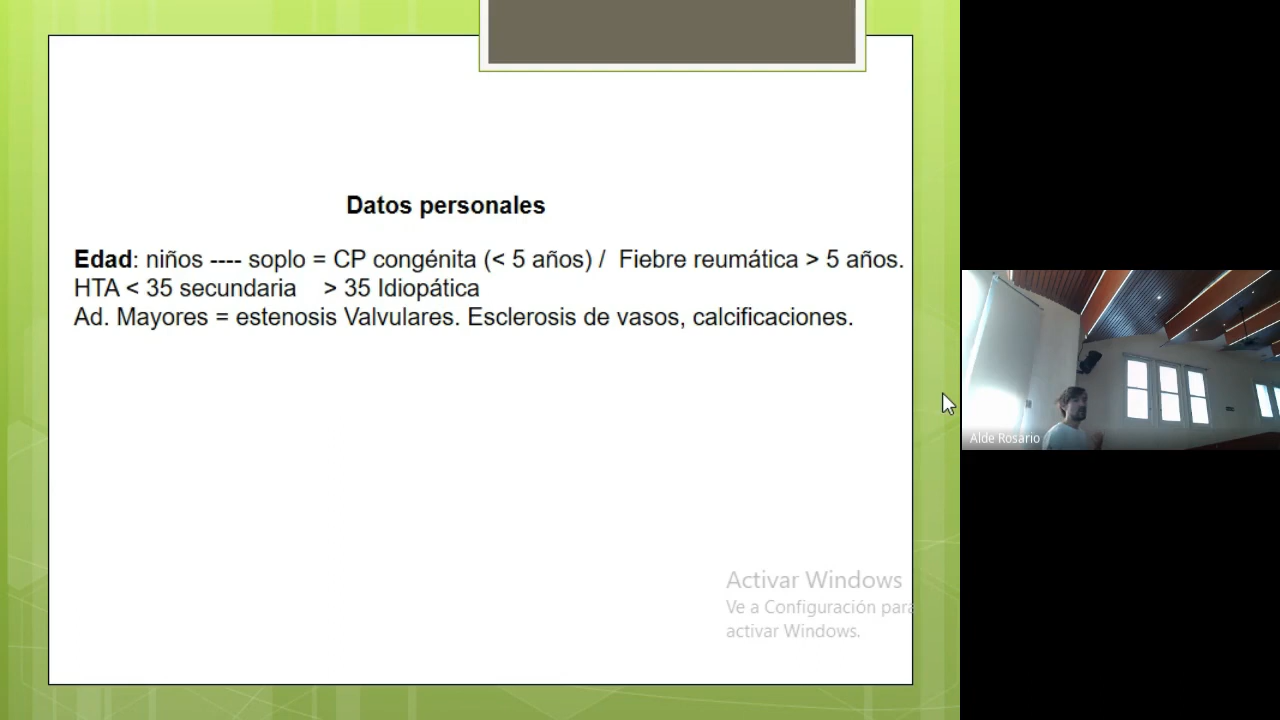 Datos personales
Edad: niños ---- soplo = CP congénita (< 5 años) / Fiebre reumática > 5 años.
HTA < 35 secundaria > 35 Idiopática
Ad. Mayores = estenosis Valvulares. Esclerosis de vasos, calcificaciones.
Alde Rosario
Activar Windows
Ve a Configuración para
activar Windows.